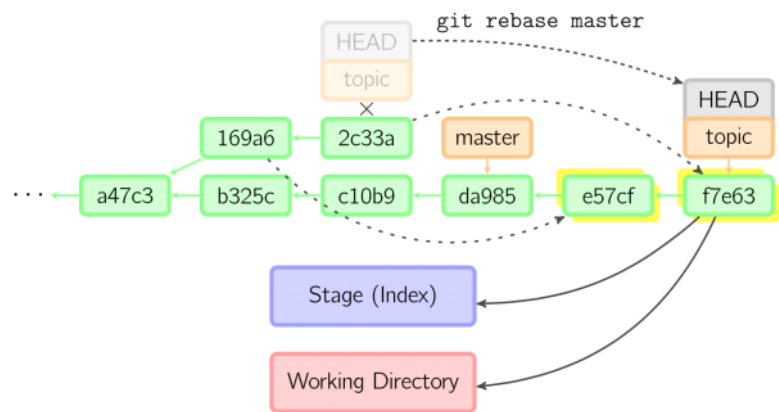 git rebase master
HEAD
topic
HEAD
topic
169a6
2c33a
master
··· a47c3
b325c
c10b9
da985
e57cf
f7e63
Stage (Index)
Working Directory